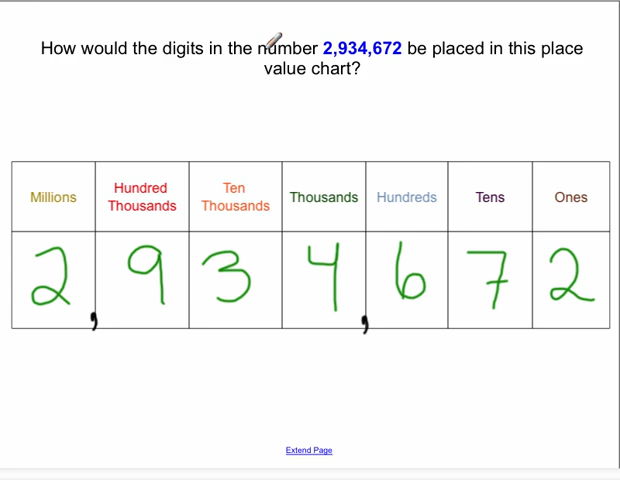 How would the digits in the number 2,934,672 be placed in this place
value chart?
Millions Hundred Thousands Ten Thousands Thousands Hundreds Tens Ones
2, 9 3 4, 6 7 2
Extend Page